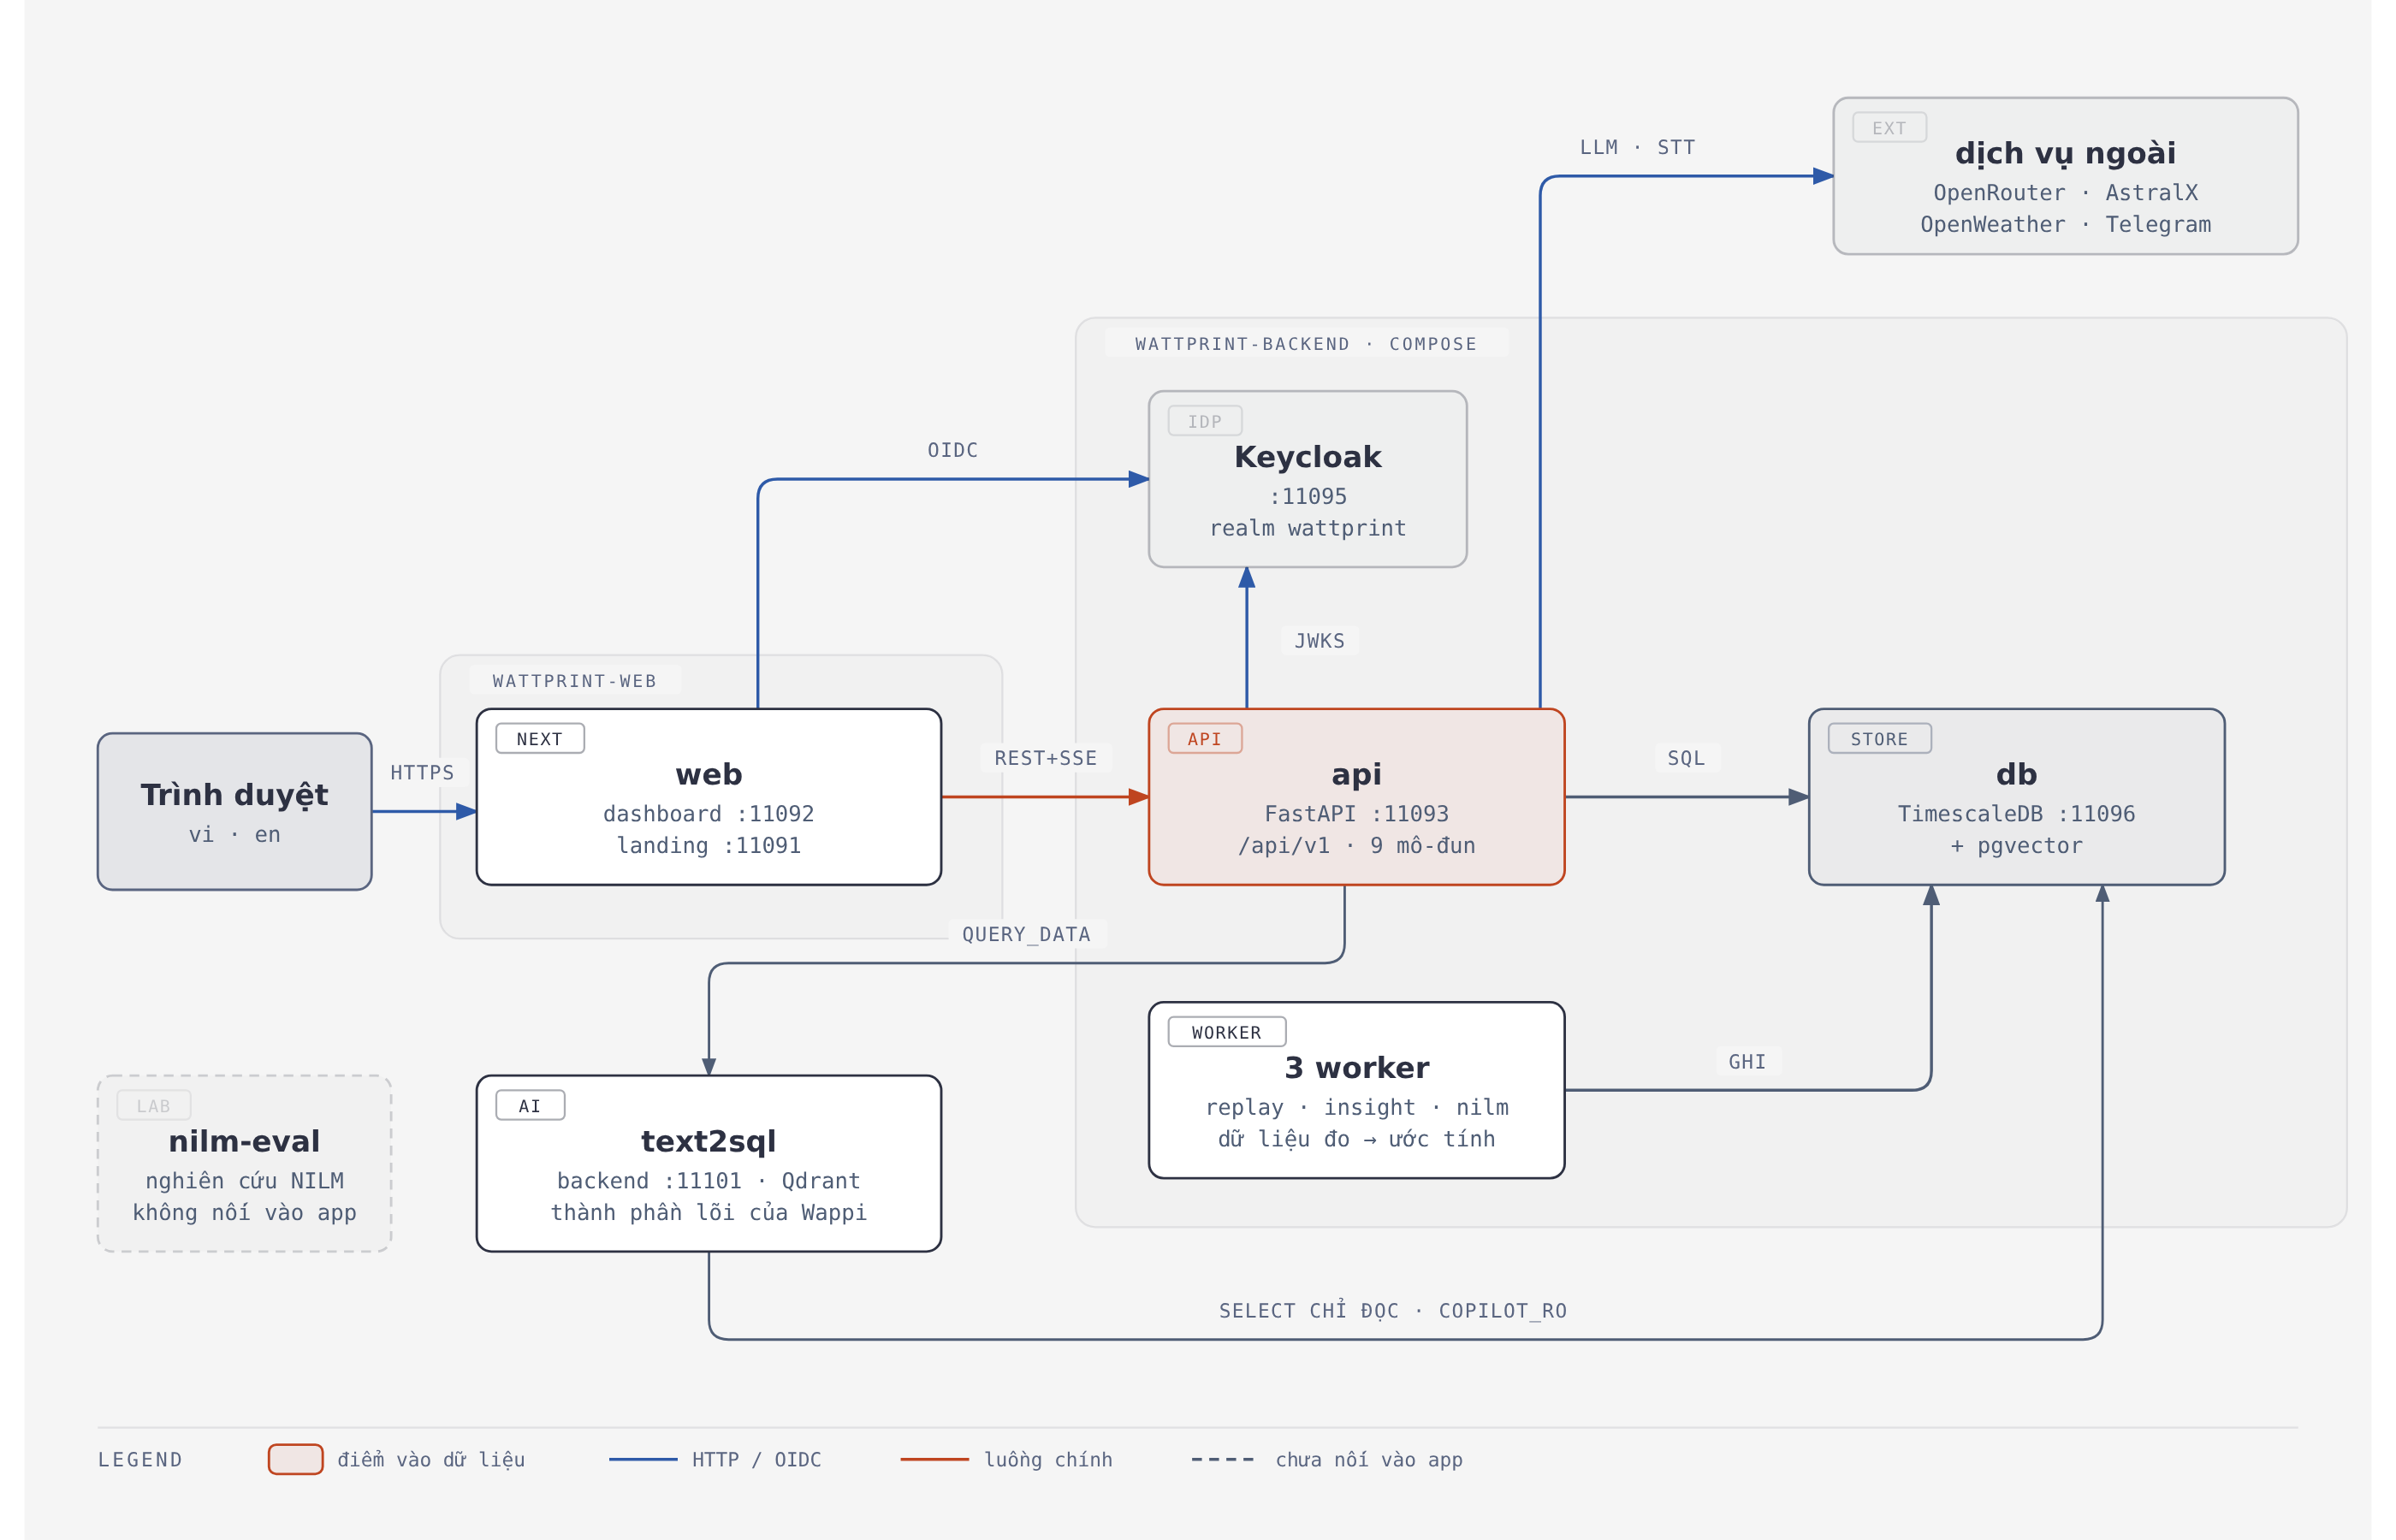 EXT
dịch vụ ngoài
OpenRouter · AstralX
OpenWeather · Telegram
LLM · STT
WATTPRINT-BACKEND · COMPOSE
IDP
Keycloak
:11095
realm wattprint
OIDC
JWKS
WATTPRINT-WEB
Trình duyệt
vi · en
HTTPS
NEXT
web
dashboard :11092
landing :11091
REST+SSE
API
api
FastAPI :11093
/api/v1 · 9 mô-đun
SQL
STORE
db
TimescaleDB :11096
+ pgvector
QUERY_DATA
WORKER
3 worker
replay · insight · nilm
dữ liệu đo → ước tính
GHI
LAB
nilm-eval
nghiên cứu NILM
không nối vào app
AI
text2sql
backend :11101 · Qdrant
thành phần lõi của Wappi
SELECT CHỈ ĐỌC · COPILOT_RO
LEGEND
điểm vào dữ liệu
HTTP / OIDC
luồng chính
chưa nối vào app